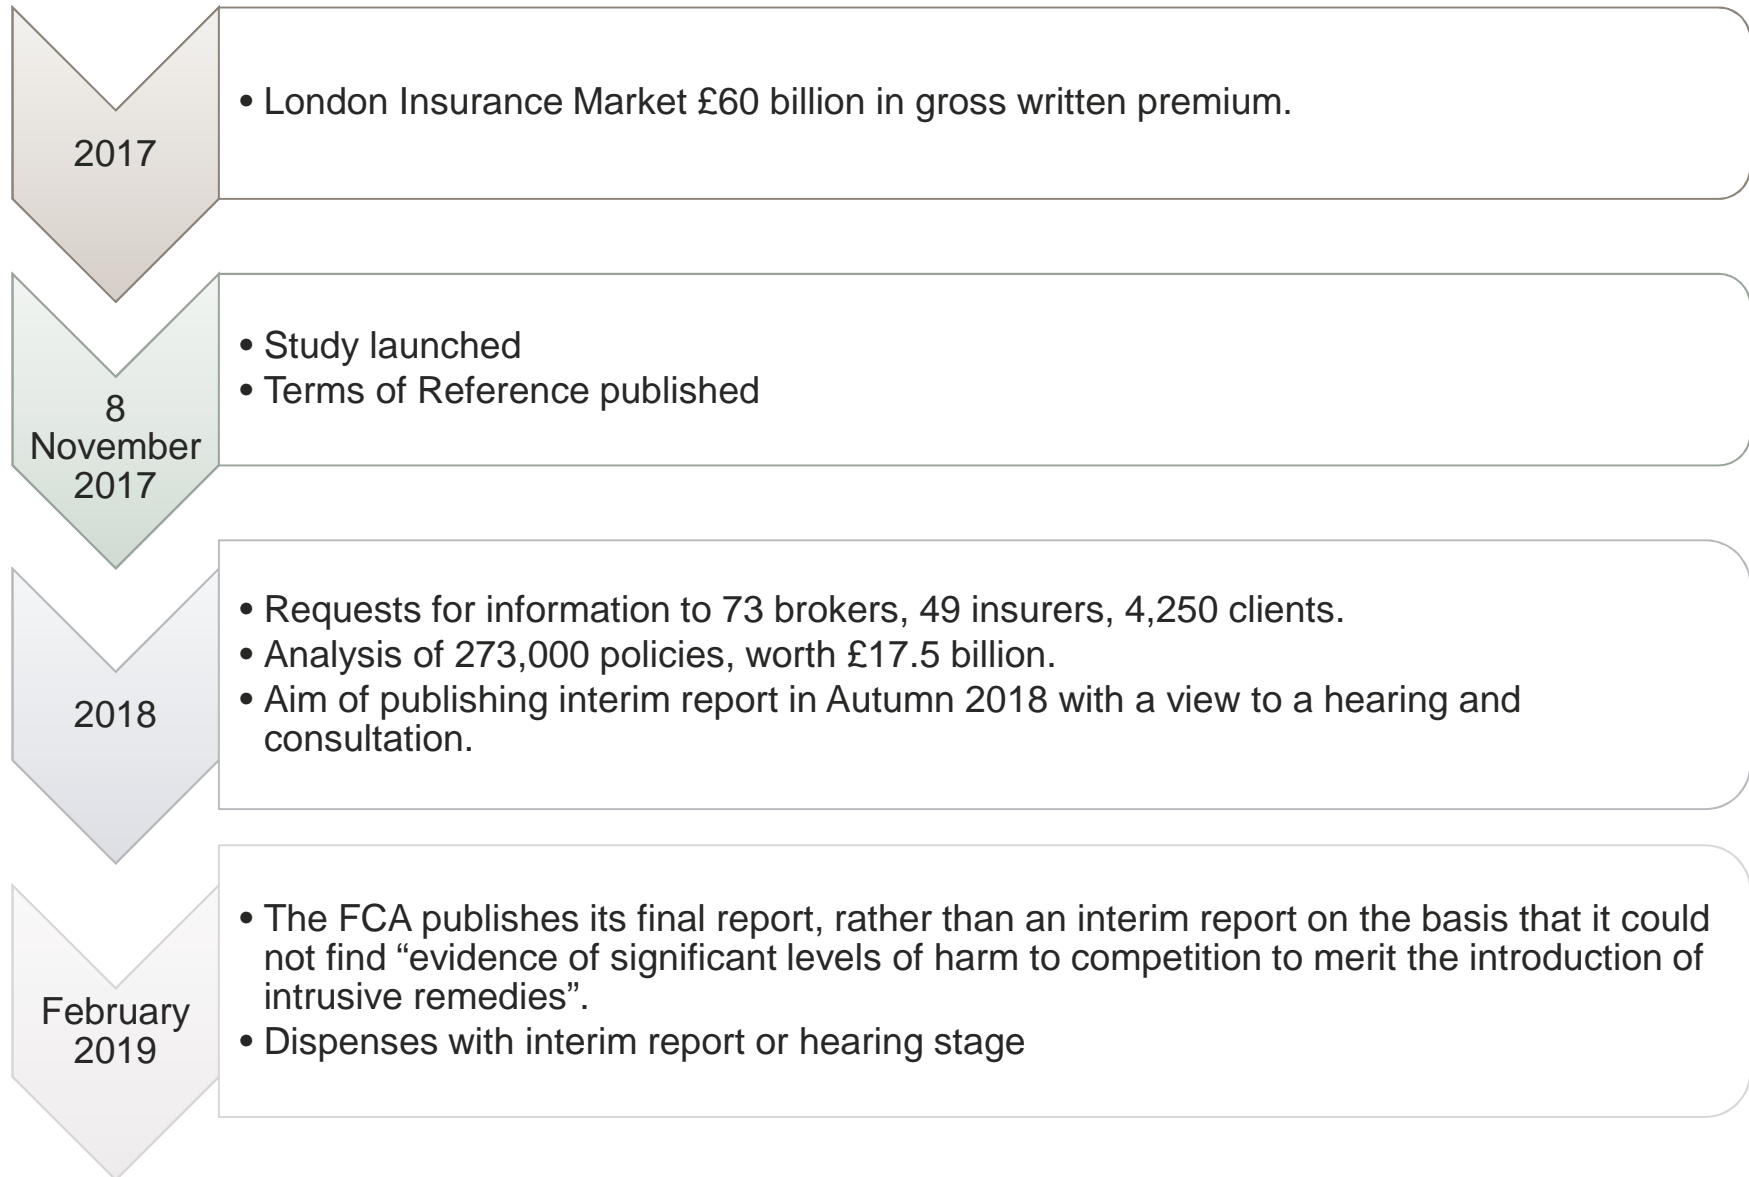 2017
• London Insurance Market £60 billion in gross written premium.
8
November
2017
• Study launched
• Terms of Reference published
2018
• Requests for information to 73 brokers, 49 insurers, 4,250 clients.
• Analysis of 273,000 policies, worth £17.5 billion.
• Aim of publishing interim report in Autumn 2018 with a view to a hearing and
consultation.
February
2019
• The FCA publishes its final report, rather than an interim report on the basis that it could
not find “evidence of significant levels of harm to competition to merit the introduction of
intrusive remedies”.
• Dispenses with interim report or hearing stage